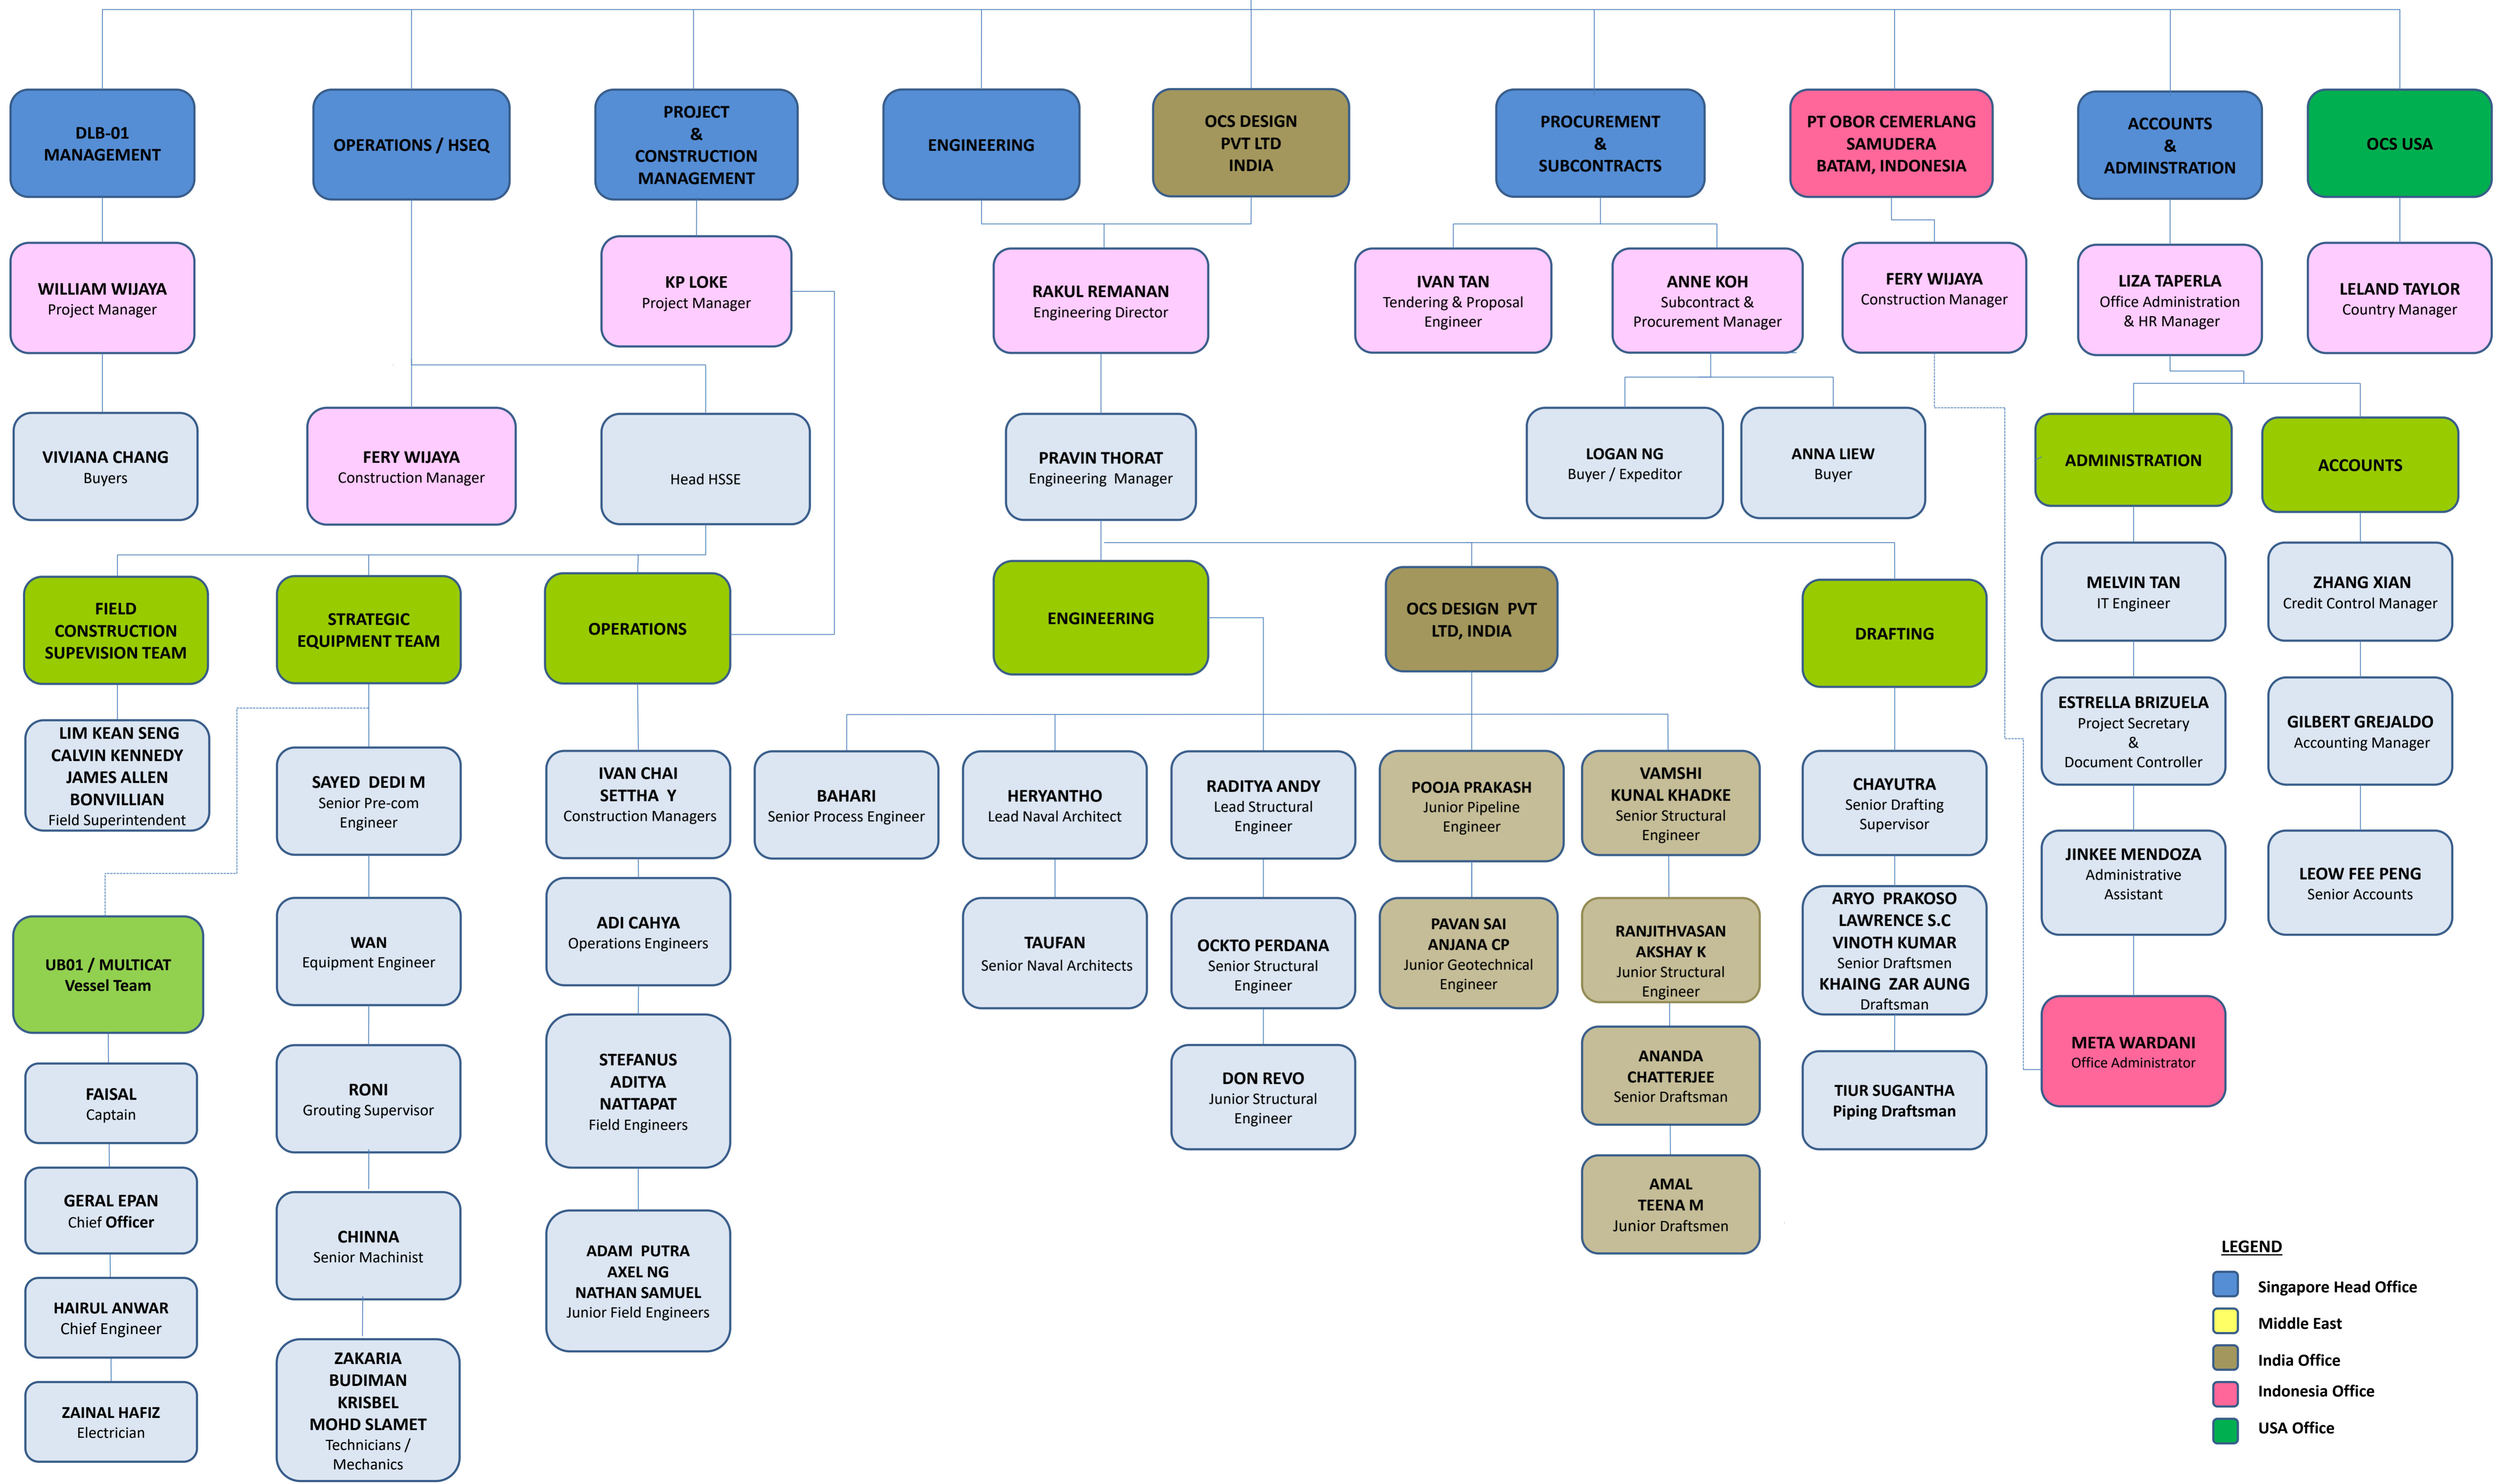 DLB-01
MANAGEMENT
OPERATIONS / HSEQ
PROJECT
&
CONSTRUCTION
MANAGEMENT
ENGINEERING
OCS DESIGN
PVT LTD
INDIA
PROCUREMENT
&
SUBCONTRACTS
PT OBOR CEMERLANG
SAMUDERA
BATAM, INDONESIA
ACCOUNTS
&
ADMINSTRATION
OCS USA
WILLIAM WIJAYA
Project Manager
KP LOKE
Project Manager
RAKUL REMANAN
Engineering Director
IVAN TAN
Tendering & Proposal
Engineer
ANNE KOH
Subcontract &
Procurement Manager
FERY WIJAYA
Construction Manager
LIZA TAPERLA
Office Administration
& HR Manager
LELAND TAYLOR
Country Manager
VIVIANA CHANG
Buyers
FERY WIJAYA
Construction Manager
Head HSSE
PRAVIN THORAT
Engineering Manager
LOGAN NG
Buyer / Expeditor
ANNA LIEW
Buyer
ADMINISTRATION
ACCOUNTS
FIELD
CONSTRUCTION
SUPEVISION TEAM
STRATEGIC
EQUIPMENT TEAM
OPERATIONS
ENGINEERING
OCS DESIGN PVT
LTD, INDIA
DRAFTING
MELVIN TAN
IT Engineer
ZHANG XIAN
Credit Control Manager
LIM KEAN SENG
CALVIN KENNEDY
JAMES ALLEN
BONVILLIAN
Field Superintendent
SAYED DEDI M
Senior Pre-com
Engineer
IVAN CHAI
SETTHA Y
Construction Managers
BAHARI
Senior Process Engineer
HERYANTHO
Lead Naval Architect
RADITYA ANDY
Lead Structural
Engineer
POOJA PRAKASH
Junior Pipeline
Engineer
VAMSHI
KUNAL KHADKE
Senior Structural
Engineer
CHAYUTRA
Senior Drafting
Supervisor
ESTRELLA BRIZUELA
Project Secretary
&
Document Controller
GILBERT GREJALDO
Accounting Manager
UB01 / MULTICAT
Vessel Team
WAN
Equipment Engineer
ADI CAHYA
Operations Engineers
TAUFAN
Senior Naval Architects
OCKTO PERDANA
Senior Structural
Engineer
PAVAN SAI
ANJANA CP
Junior Geotechnical
Engineer
RANJITHVASAN
AKSHAY K
Junior Structural
Engineer
ARYO PRAKOSO
LAWRENCE S.C
VINOTH KUMAR
Senior Draftsmen
KHAING ZAR AUNG
Draftsman
JINKEE MENDOZA
Administrative
Assistant
LEOW FEE PENG
Senior Accounts
FAISAL
Captain
RONI
Grouting Supervisor
STEFANUS
ADITYA
NATTAPAT
Field Engineers
DON REVO
Junior Structural
Engineer
ANANDA
CHATTERJEE
Senior Draftsman
TIUR SUGANTHA
Piping Draftsman
META WARDANI
Office Administrator
GERAL EPAN
Chief Officer
CHINNA
Senior Machinist
ADAM PUTRA
AXEL NG
NATHAN SAMUEL
Junior Field Engineers
AMAL
TEENA M
Junior Draftsmen
HAIRUL ANWAR
Chief Engineer
ZAKARIA
BUDIMAN
KRISBEL
MOHD SLAMET
Technicians /
Mechanics
ZAINAL HAFIZ
Electrician
LEGEND
Singapore Head Office
Middle East
India Office
Indonesia Office
USA Office